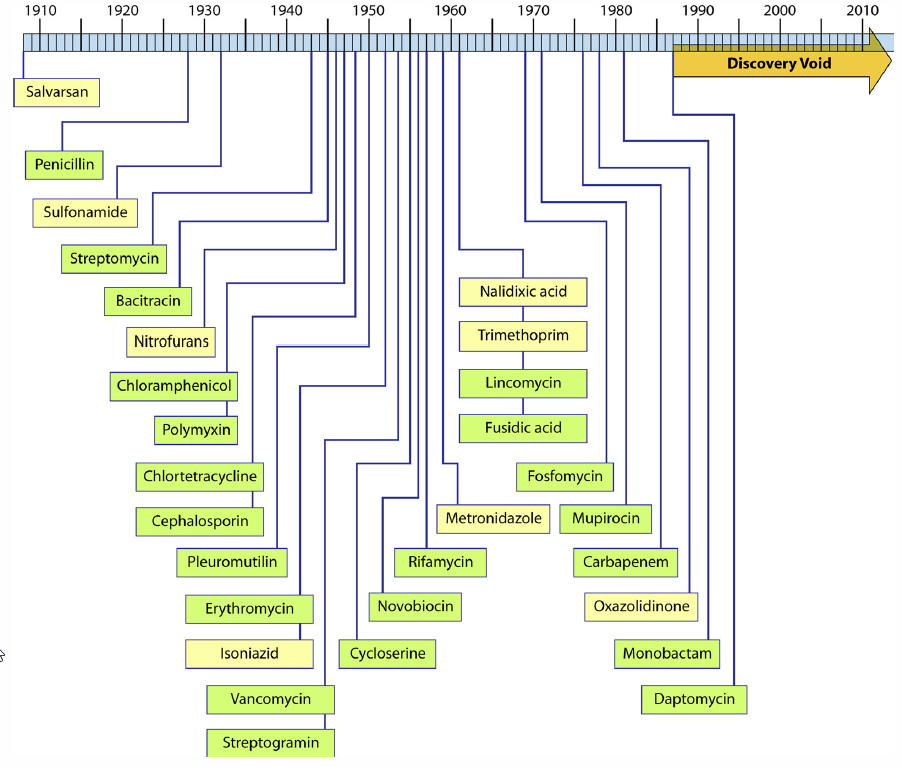 1910 1920 1930 1940 1950 1960 1970 1980 1990 2000 2010
Discovery Void
Salvarsan
Penicillin
Sulfonamide
Streptomycin
Bacitracin
Nitrofurans
Chloramphenicol
Polymyxin
Chlortetracycline
Cephalosporin
Pleuromutilin
Erythromycin
Isoniazid
Vancomycin
Streptogramin
Cycloserine
Novobiocin
Rifamycin
Metronidazole
Nalidixic acid
Trimethoprim
Lincomycin
Fusidic acid
Fosfomycin
Mupirocin
Carbapenem
Oxazolidinone
Monobactam
Daptomycin